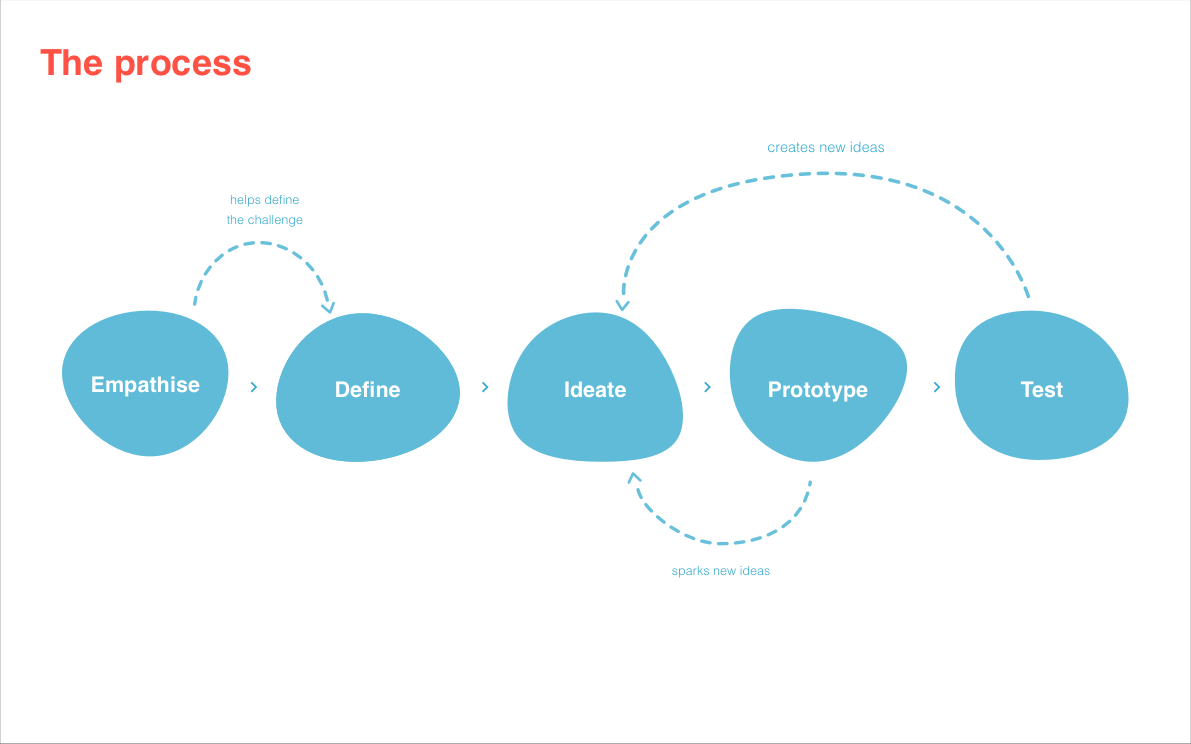 The process
creates new ideas
helps define
the challenge
Empathise
Define
Ideate
Prototype
Test
sparks new ideas